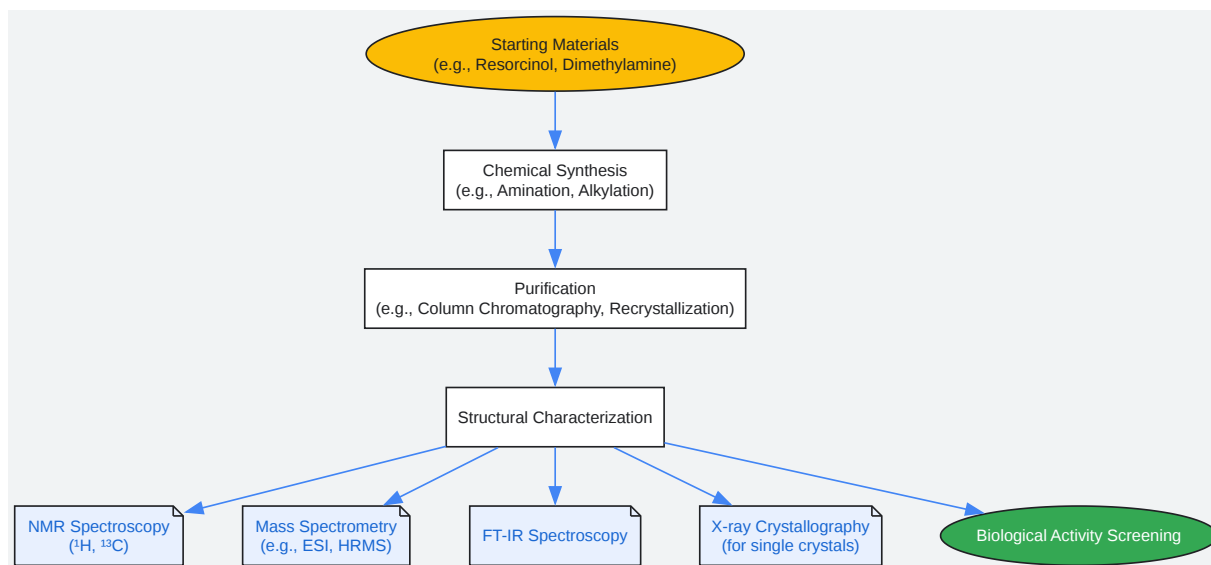 Starting Materials
(e.g., Resorcinol, Dimethylamine)
Chemical Synthesis
(e.g., Amination, Alkylation)
Purification
(e.g., Column Chromatography, Recrystallization)
Structural Characterization
NMR Spectroscopy
(¹H, ¹³C)
Mass Spectrometry
(e.g., ESI, HRMS)
FT-IR Spectroscopy
X-ray Crystallography
(for single crystals)
Biological Activity Screening